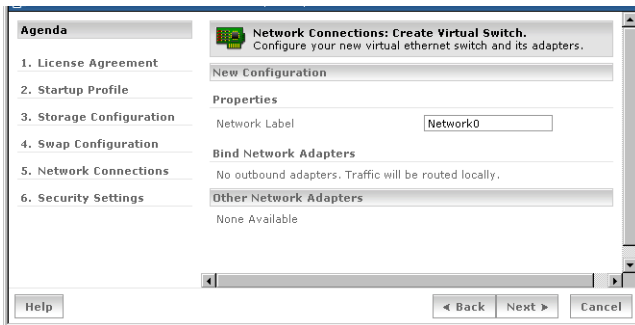 Agenda
1. License Agreement
2. Startup Profile
3. Storage Configuration
4. Swap Configuration
5. Network Connections
6. Security Settings
Network Connections: Create Virtual Switch.
Configure your new virtual ethernet switch and its adapters.
New Configuration
Properties
Network Label Network0
Bind Network Adapters
No outbound adapters. Traffic will be routed locally.
Other Network Adapters
None Available
Help
Back
Next
Cancel